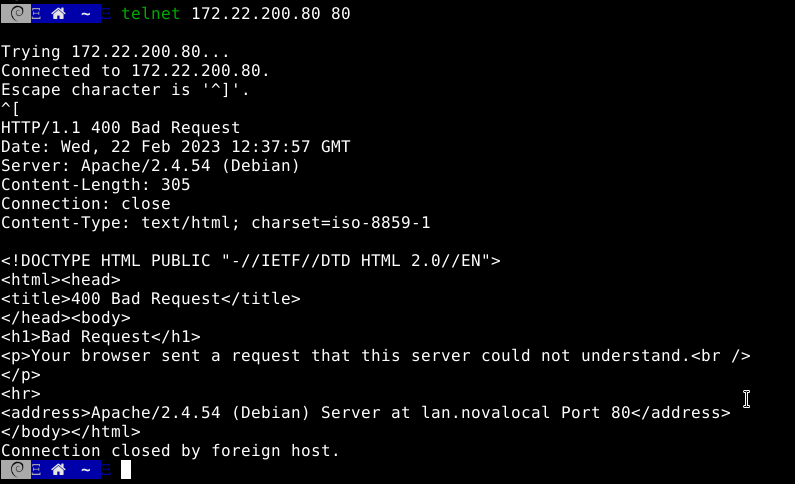 ~ telnet 172.22.200.80 80
Trying 172.22.200.80...
Connected to 172.22.200.80.
Escape character is '^]'.
^[
HTTP/1.1 400 Bad Request
Date: Wed, 22 Feb 2023 12:37:57 GMT
Server: Apache/2.4.54 (Debian)
Content-Length: 305
Connection: close
Content-Type: text/html; charset=iso-8859-1
<!DOCTYPE HTML PUBLIC "-//IETF//DTD HTML 2.0//EN">
<html><head>
<title>400 Bad Request</title>
</head><body>
<h1>Bad Request</h1>
<p>Your browser sent a request that this server could not understand.<br />
</p>
<hr>
<address>Apache/2.4.54 (Debian) Server at lan.novalocal Port 80</address>
</body></html>
Connection closed by foreign host.
~